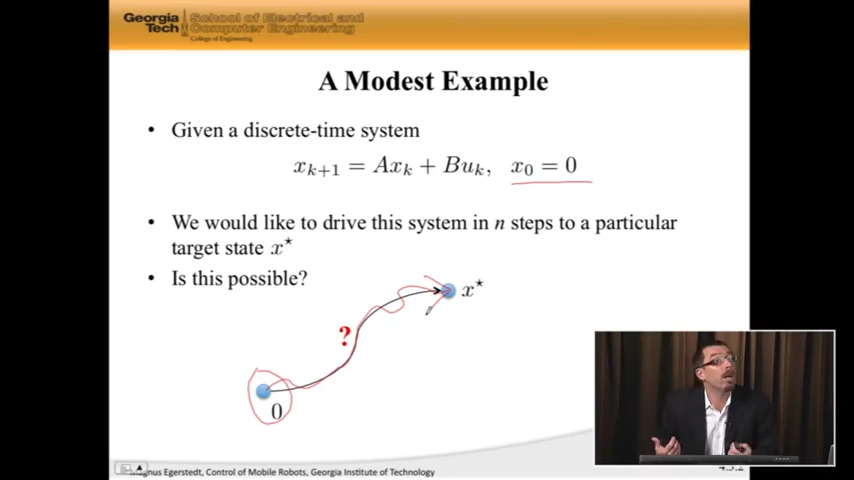 Georgia Tech
School of Electrical and Computer Engineering
College of Engineering
A Modest Example
• Given a discrete-time system
x_{k+1} = Ax_k + Bu_k, x_0 = 0
• We would like to drive this system in n steps to a particular
target state x*
• Is this possible?
x*
?
0
Magnus Egerstedt, Control of Mobile Robots, Georgia Institute of Technology